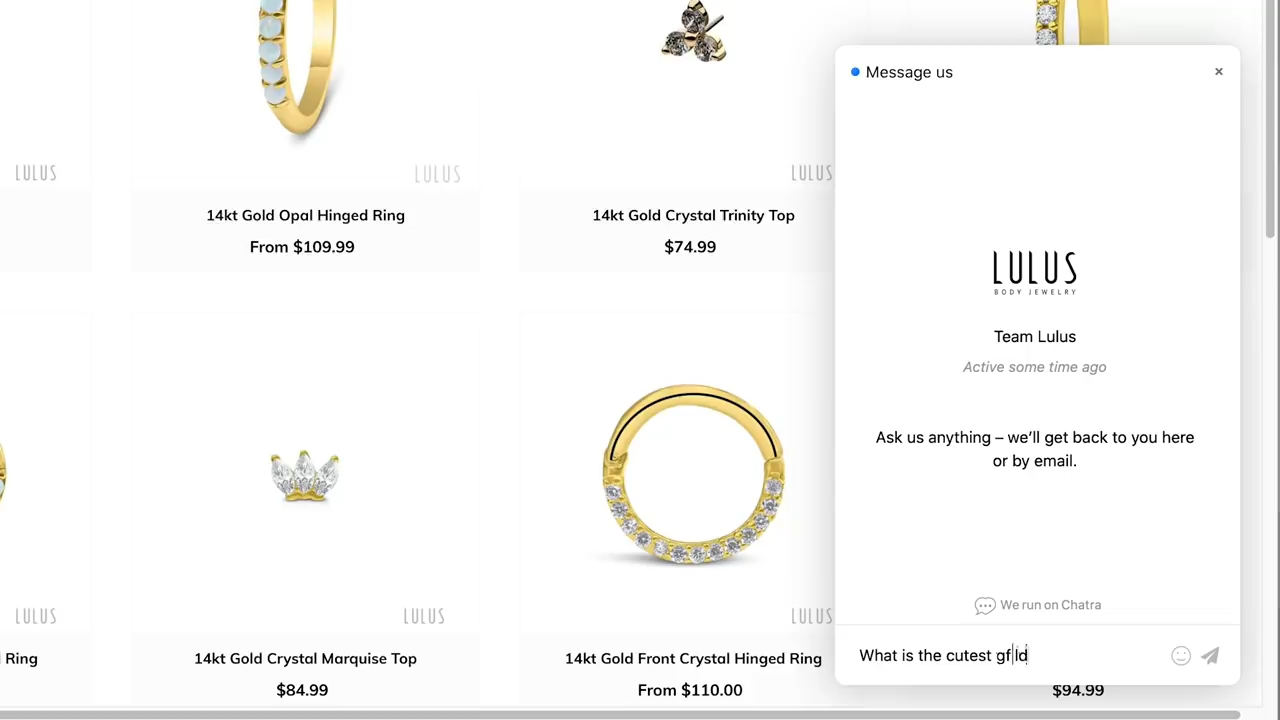 LULUS
LULUS
LULUS
14kt Gold Opal Hinged Ring
From $109.99
14kt Gold Crystal Trinity Top
$74.99
LULUS
LULUS
LULUS
Ring
14kt Gold Crystal Marquise Top
$84.99
14kt Gold Front Crystal Hinged Ring
From $110.00
$94.99
Message us
×
LULUS
BODY JEWELRY
Team Lulus
Active some time ago
Ask us anything – we’ll get back to you here
or by email.
We run on Chatra
What is the cutest gfld